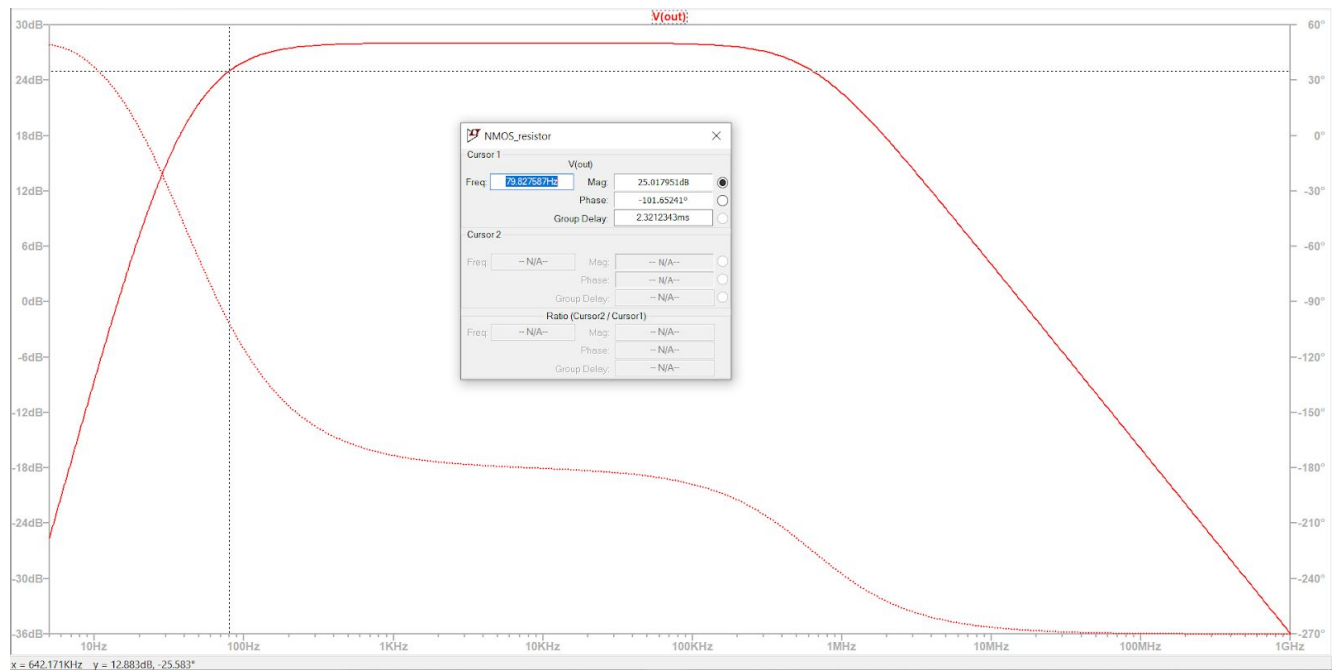 V(out)
30dB
24dB
18dB
12dB
6dB
0dB
-6dB
-12dB
-18dB
-24dB
-30dB
-36dB
60°
30°
0°
-30°
-60°
-90°
-120°
-150°
-180°
-210°
-240°
-270°
NMOS_resistor
Cursor 1
V(out)
Freq: 79.827587Hz Mag: 25.017951dB
Phase: -101.65241°
Group Delay: 2.3212343ms
Cursor 2
Freq: -- N/A-- Mag: -- N/A--
Phase: -- N/A--
Group Delay: -- N/A--
Ratio (Cursor2 / Cursor1)
Freq: -- N/A-- Mag: -- N/A--
Phase: -- N/A--
Group Delay: -- N/A--
10Hz 100Hz 1KHz 10KHz 100KHz 1MHz 10MHz 100MHz 1GHz
x = 642.171KHz y = 12.883dB, -25.583°